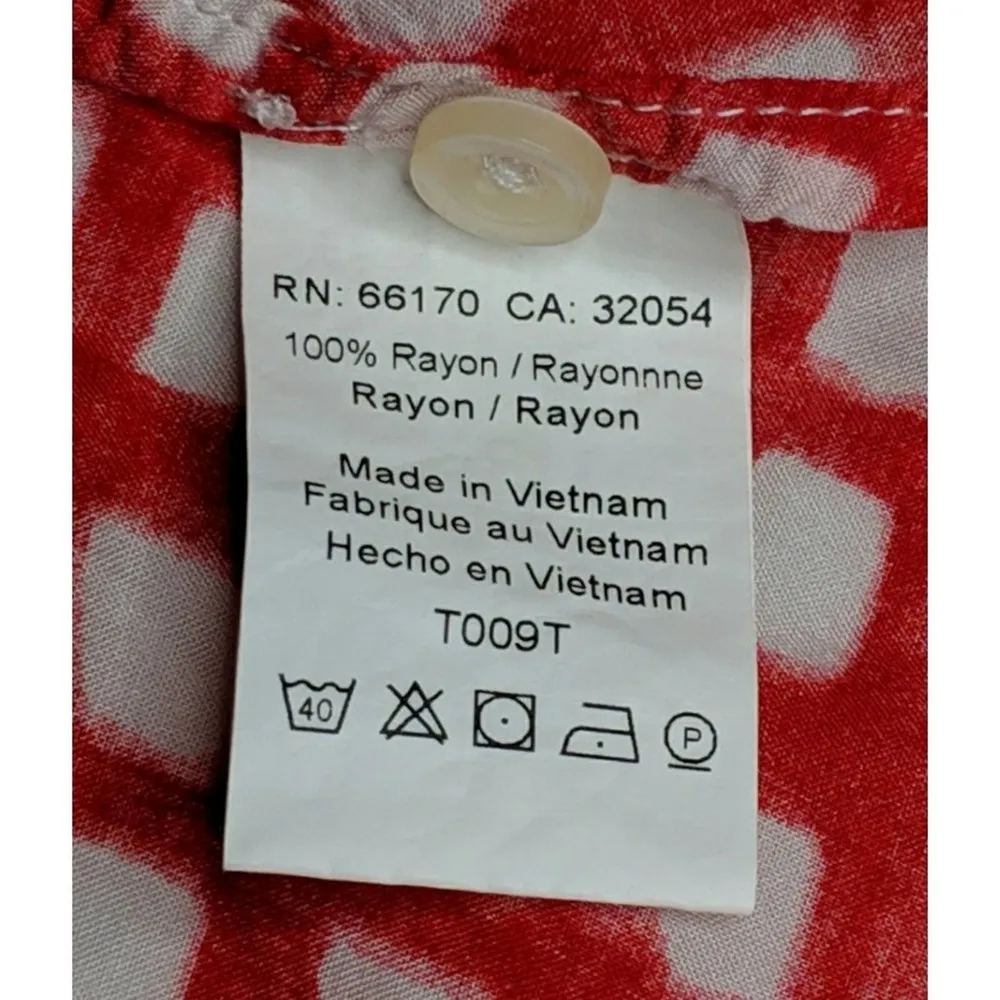 RN: 66170 CA: 32054
100% Rayon / Rayonnne
Rayon / Rayon
Made in Vietnam
Fabrique au Vietnam
Hecho en Vietnam
T009T
40 P